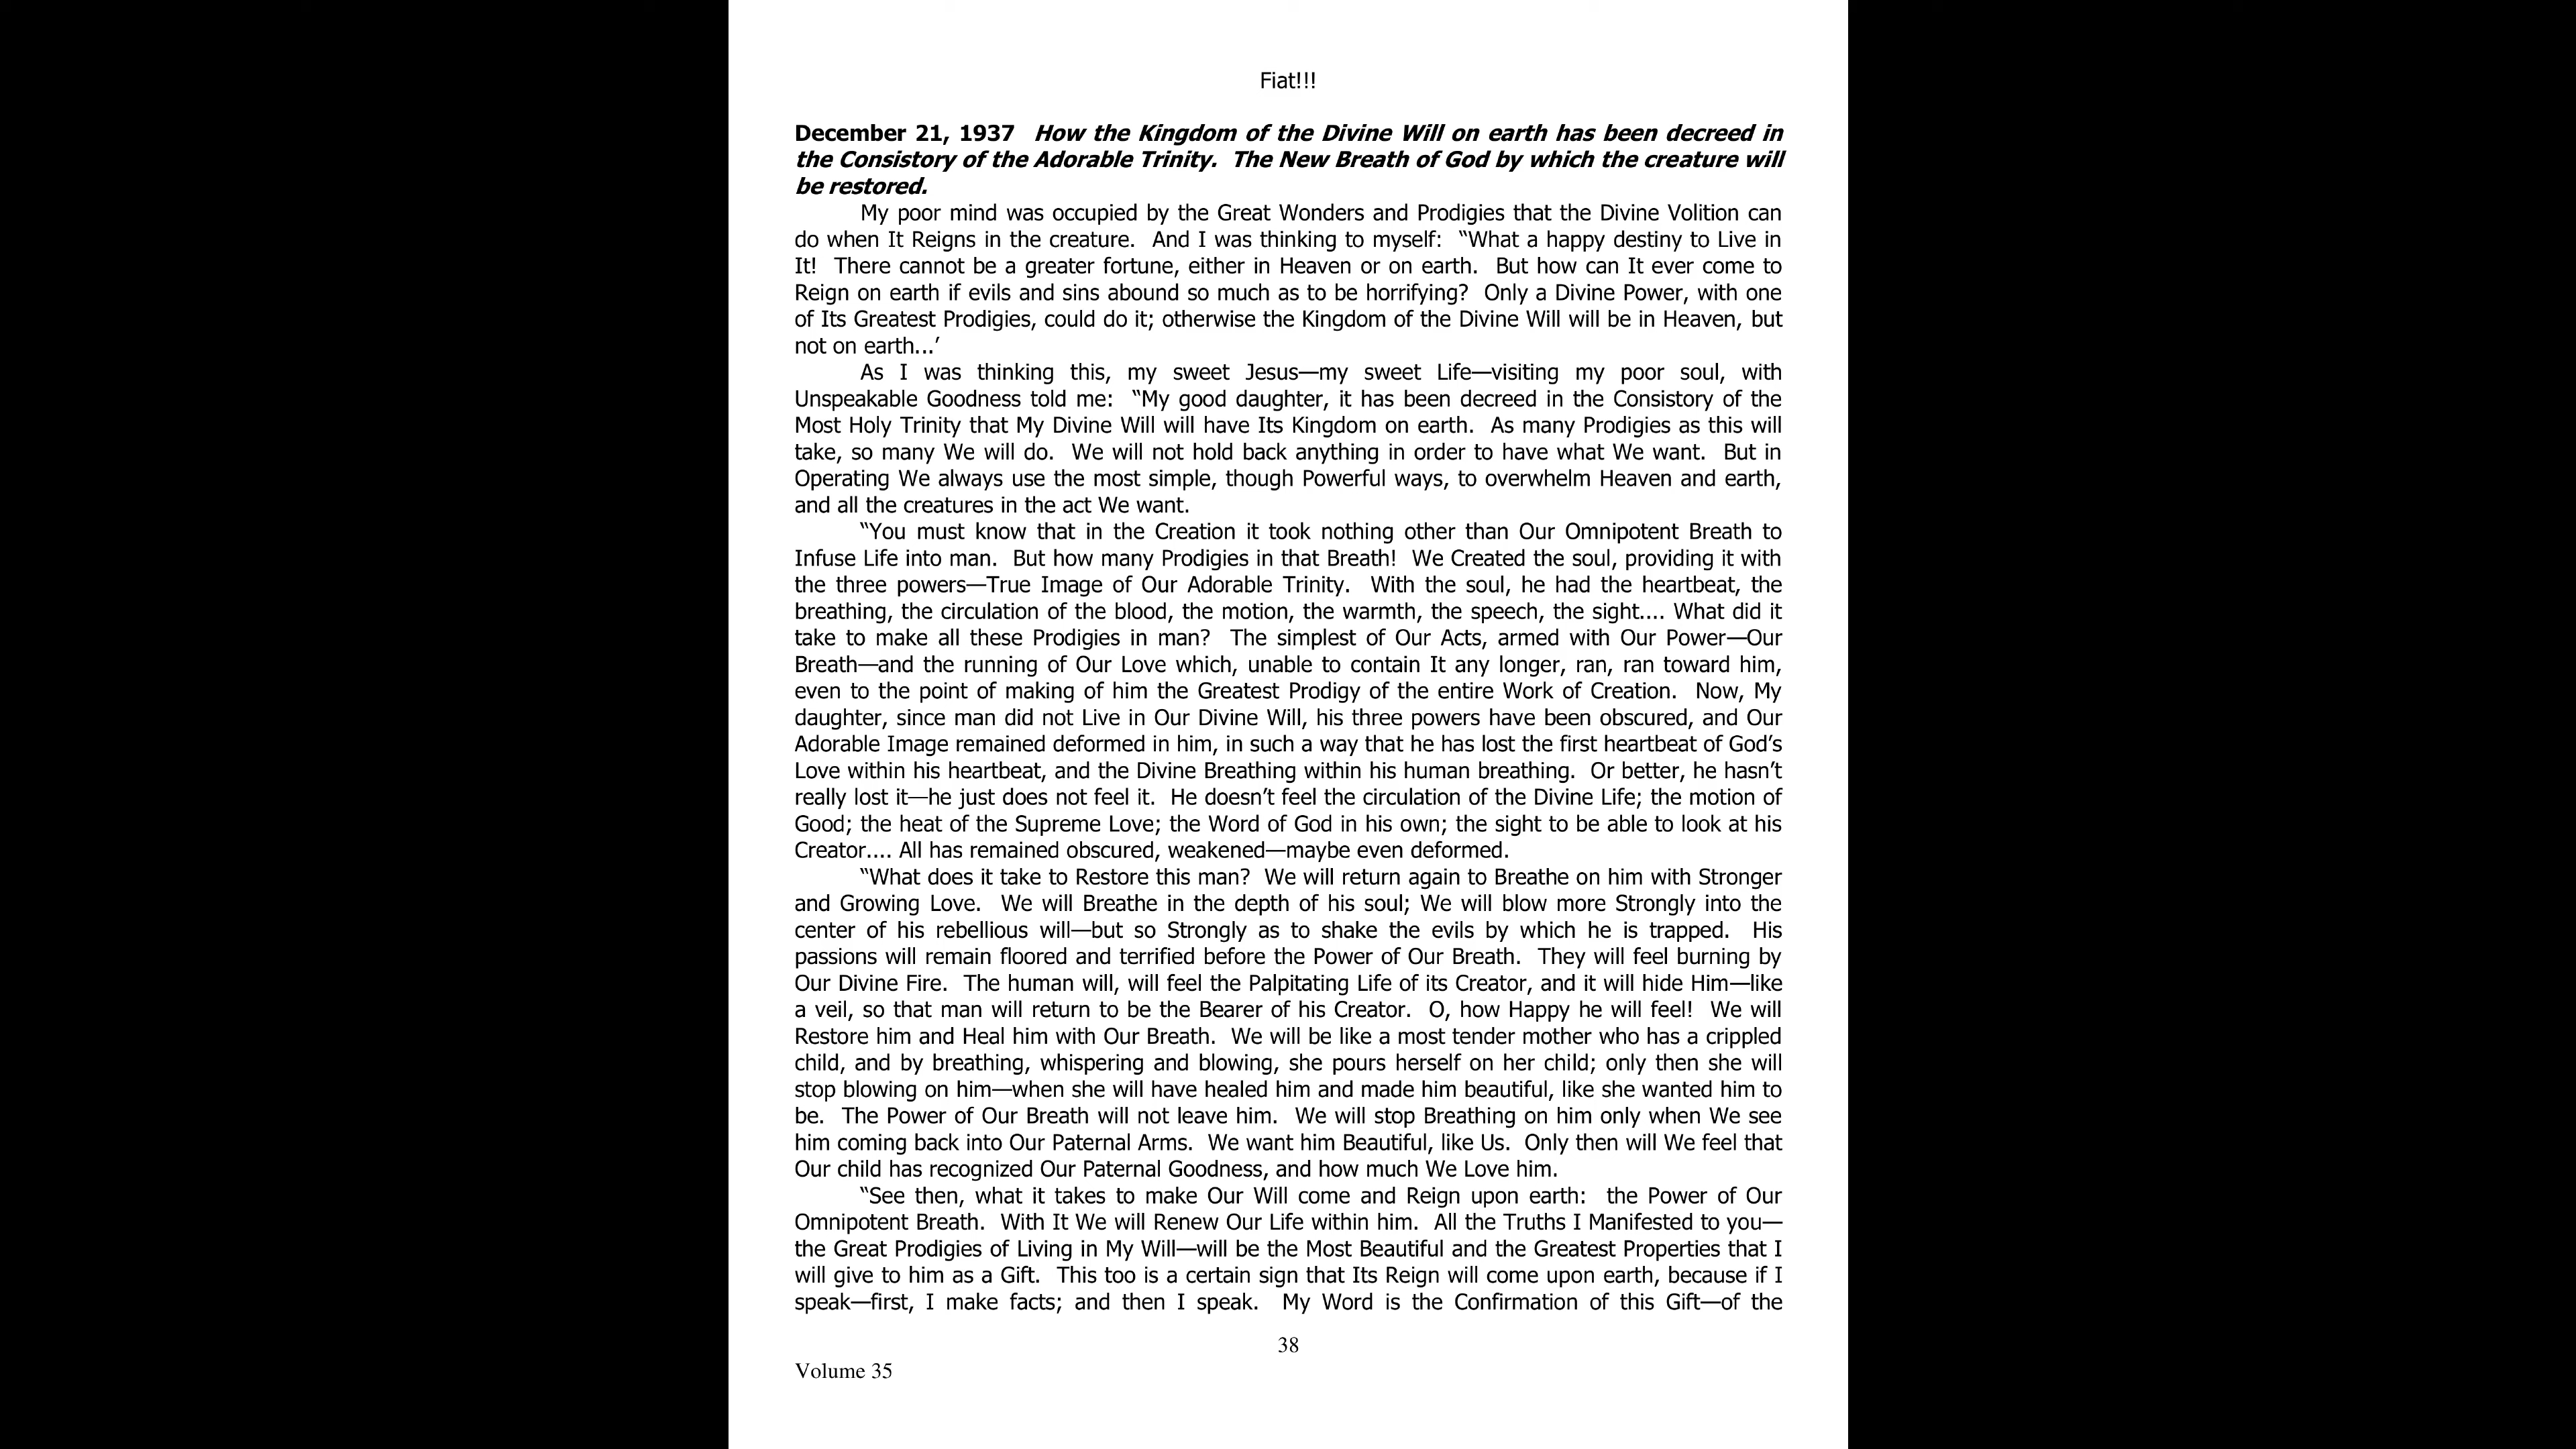 Fiat!!!
December 21, 1937  How the Kingdom of the Divine Will on earth has been decreed in
the Consistory of the Adorable Trinity.  The New Breath of God by which the creature will
be restored.
My poor mind was occupied by the Great Wonders and Prodigies that the Divine Volition can
do when It Reigns in the creature.  And I was thinking to myself:  “What a happy destiny to Live in
It!  There cannot be a greater fortune, either in Heaven or on earth.  But how can It ever come to
Reign on earth if evils and sins abound so much as to be horrifying?  Only a Divine Power, with one
of Its Greatest Prodigies, could do it; otherwise the Kingdom of the Divine Will will be in Heaven, but
not on earth...’
As I was thinking this, my sweet Jesus—my sweet Life—visiting my poor soul, with
Unspeakable Goodness told me:  “My good daughter, it has been decreed in the Consistory of the
Most Holy Trinity that My Divine Will will have Its Kingdom on earth.  As many Prodigies as this will
take, so many We will do.  We will not hold back anything in order to have what We want.  But in
Operating We always use the most simple, though Powerful ways, to overwhelm Heaven and earth,
and all the creatures in the act We want.
“You must know that in the Creation it took nothing other than Our Omnipotent Breath to
Infuse Life into man.  But how many Prodigies in that Breath!  We Created the soul, providing it with
the three powers—True Image of Our Adorable Trinity.  With the soul, he had the heartbeat, the
breathing, the circulation of the blood, the motion, the warmth, the speech, the sight.... What did it
take to make all these Prodigies in man?  The simplest of Our Acts, armed with Our Power—Our
Breath—and the running of Our Love which, unable to contain It any longer, ran, ran toward him,
even to the point of making of him the Greatest Prodigy of the entire Work of Creation.  Now, My
daughter, since man did not Live in Our Divine Will, his three powers have been obscured, and Our
Adorable Image remained deformed in him, in such a way that he has lost the first heartbeat of God’s
Love within his heartbeat, and the Divine Breathing within his human breathing.  Or better, he hasn’t
really lost it—he just does not feel it.  He doesn’t feel the circulation of the Divine Life; the motion of
Good; the heat of the Supreme Love; the Word of God in his own; the sight to be able to look at his
Creator.... All has remained obscured, weakened—maybe even deformed.
“What does it take to Restore this man?  We will return again to Breathe on him with Stronger
and Growing Love.  We will Breathe in the depth of his soul; We will blow more Strongly into the
center of his rebellious will—but so Strongly as to shake the evils by which he is trapped.  His
passions will remain floored and terrified before the Power of Our Breath.  They will feel burning by
Our Divine Fire.  The human will, will feel the Palpitating Life of its Creator, and it will hide Him—like
a veil, so that man will return to be the Bearer of his Creator.  O, how Happy he will feel!  We will
Restore him and Heal him with Our Breath.  We will be like a most tender mother who has a crippled
child, and by breathing, whispering and blowing, she pours herself on her child; only then she will
stop blowing on him—when she will have healed him and made him beautiful, like she wanted him to
be.  The Power of Our Breath will not leave him.  We will stop Breathing on him only when We see
him coming back into Our Paternal Arms.  We want him Beautiful, like Us.  Only then will We feel that
Our child has recognized Our Paternal Goodness, and how much We Love him.
“See then, what it takes to make Our Will come and Reign upon earth:  the Power of Our
Omnipotent Breath.  With It We will Renew Our Life within him.  All the Truths I Manifested to you—
the Great Prodigies of Living in My Will—will be the Most Beautiful and the Greatest Properties that I
will give to him as a Gift.  This too is a certain sign that Its Reign will come upon earth, because if I
speak—first, I make facts; and then I speak.  My Word is the Confirmation of this Gift—of the
38
Volume 35